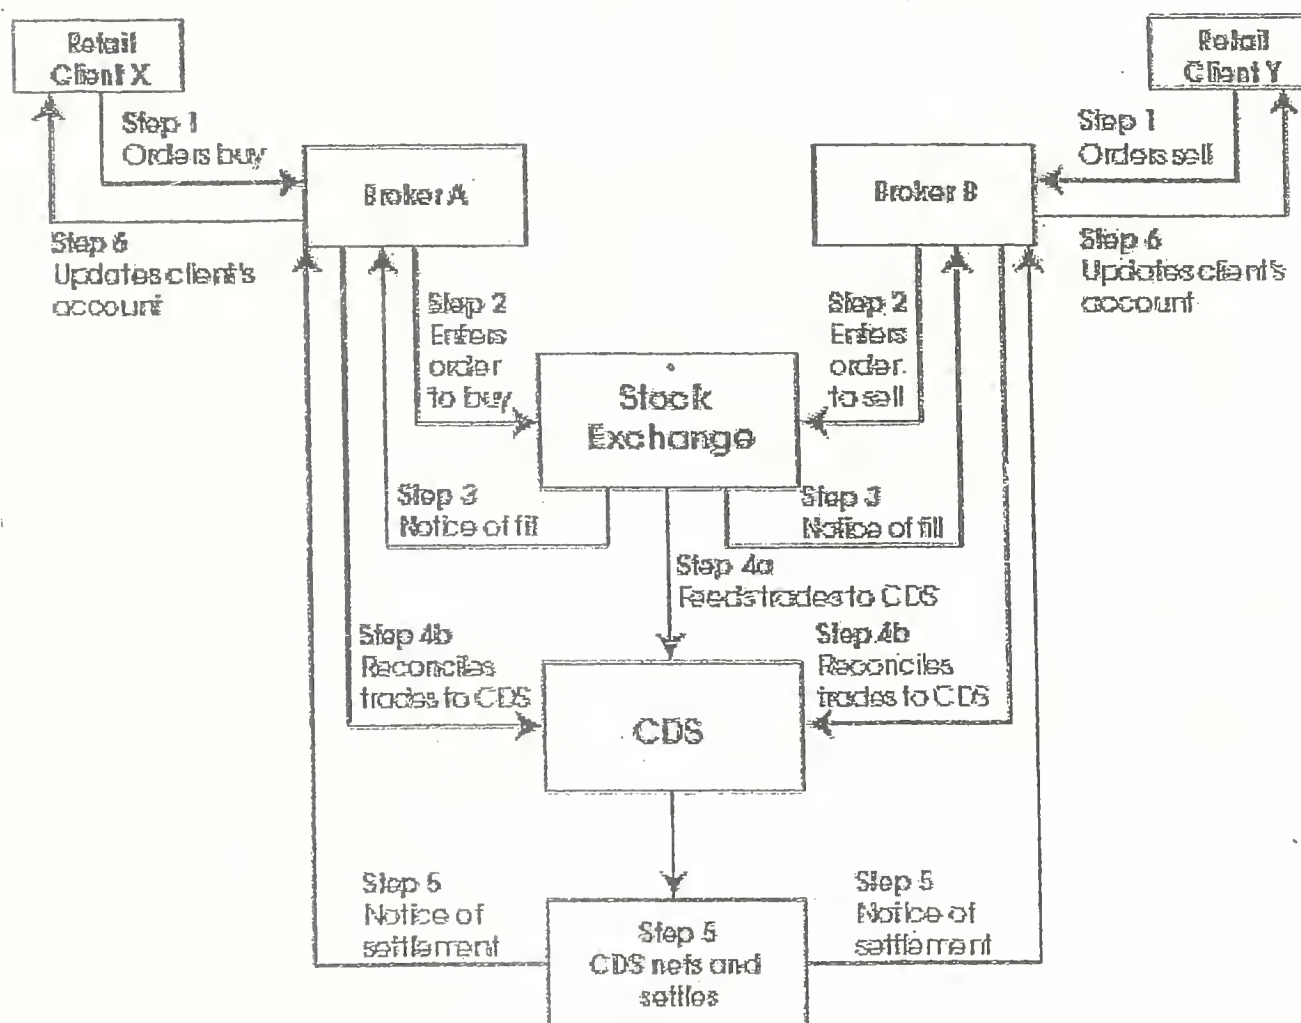 Retail
Client X
Retail
Client Y
Step 1
Orders buy
Step 1
Orders sell
Broker A
Broker B
Step 6
Updates client's
account
Step 6
Updates client's
account
Step 2
Enters
order
to buy
Step 2
Enters
order
to sell
Stock
Exchange
Step 3
Notice of fill
Step 3
Notice of fill
Step 4a
Feeds trades to CDS
Step 4b
Reconciles
trades to CDS
Step 4b
Reconciles
trades to CDS
CDS
Step 5
Notice of
settlement
Step 5
Notice of
settlement
Step 5
CDS nets and
settles